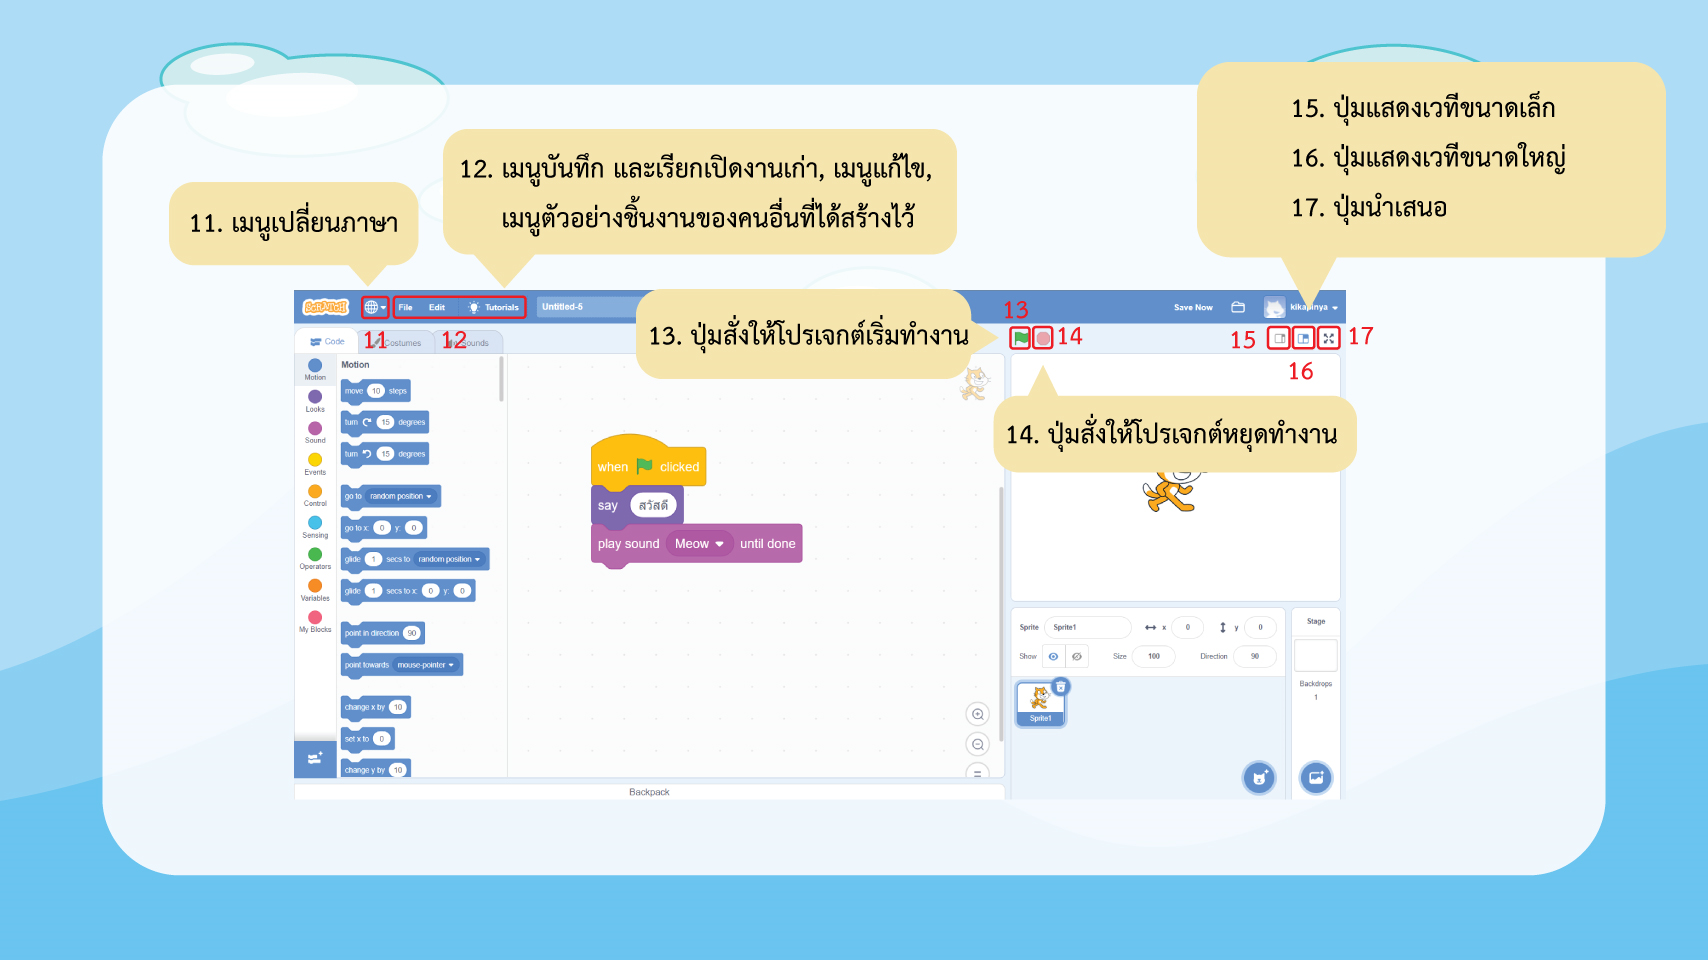 15. ปุ่มแสดงเวทีขนาดเล็ก
16. ปุ่มแสดงเวทีขนาดใหญ่
17. ปุ่มนำเสนอ
12. เมนูบันทึก และเรียกเปิดงานเก่า, เมนูแก้ไข,
เมนูตัวอย่างชิ้นงานของคนอื่นที่ได้สร้างไว้
11. เมนูเปลี่ยนภาษา
SCRATCH File Edit Tutorials Untitled-5
Save Now
13. ปุ่มสั่งให้โปรเจกต์เริ่มทำงาน
13
14
15
16
17
Code 11 Costumes 12 Sounds
14. ปุ่มสั่งให้โปรเจกต์หยุดทำงาน
Motion
Looks
Sound
Events
Control
Sensing
Operators
Variables
My Blocks
Motion
move 10 steps
turn 15 degrees
turn 15 degrees
go to random position
go to x: 0 y: 0
glide 1 secs to random position
glide 1 secs to x: 0 y: 0
point in direction 90
point towards mouse-pointer
change x by 10
set x to 0
change y by 10
when clicked
say สวัสดี
play sound Meow until done
Sprite Sprite1 x 0 y 0
Show Size 100 Direction 90
Sprite1
Stage
Backdrops
1
Backpack